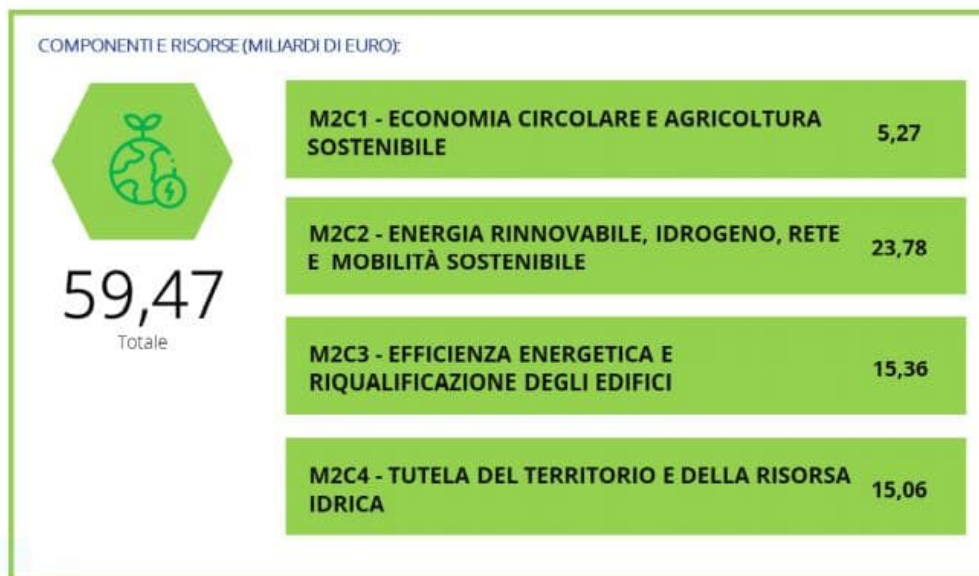 COMPONENTI E RISORSE (MILIARDI DI EURO):
M2C1 - ECONOMIA CIRCOLARE E AGRICOLTURA
SOSTENIBILE
5,27
M2C2 - ENERGIA RINNOVABILE, IDROGENO, RETE
E MOBILITÀ SOSTENIBILE
23,78
59,47
Totale
M2C3 - EFFICIENZA ENERGETICA E
RIQUALIFICAZIONE DEGLI EDIFICI
15,36
M2C4 - TUTELA DEL TERRITORIO E DELLA RISORSA
IDRICA
15,06